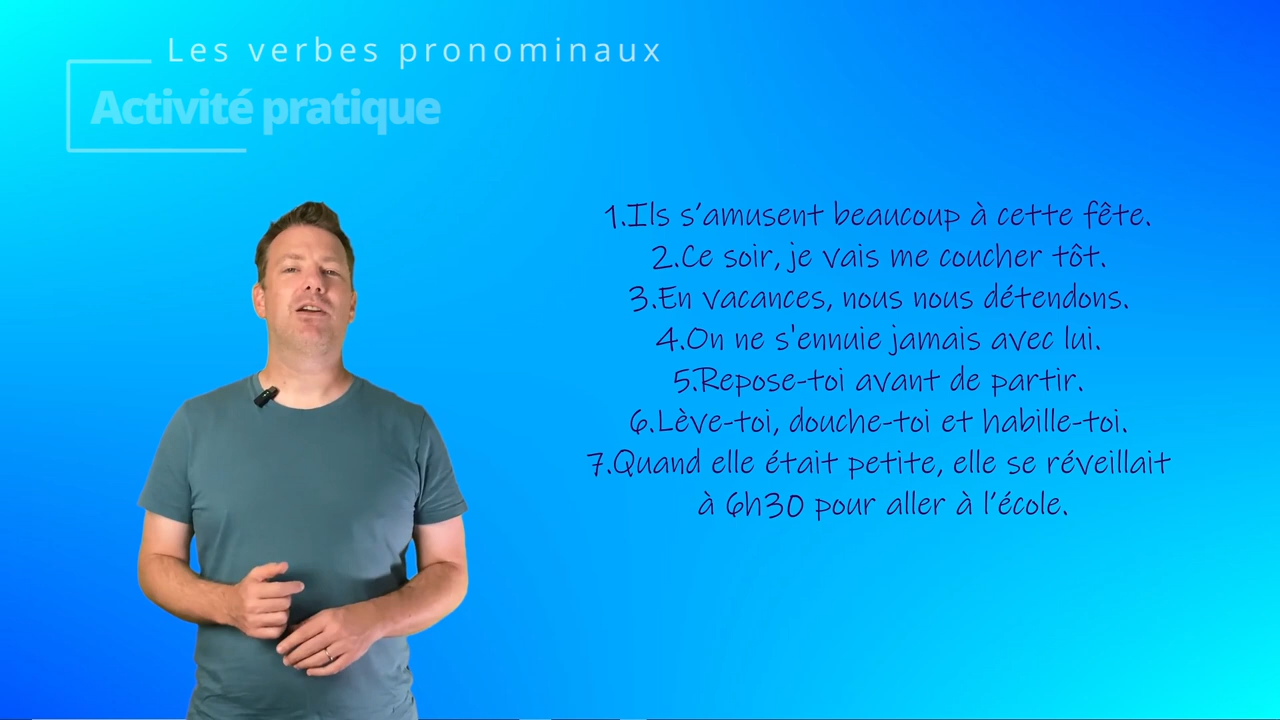 Les verbes pronominaux
Activité pratique
1.Ils s’amusent beaucoup à cette fête.
2.Ce soir, je vais me coucher tôt.
3.En vacances, nous nous détendons.
4.On ne s'ennuie jamais avec lui.
5.Repose-toi avant de partir.
6.Lève-toi, douche-toi et habille-toi.
7.Quand elle était petite, elle se réveillait
à 6h30 pour aller à l’école.